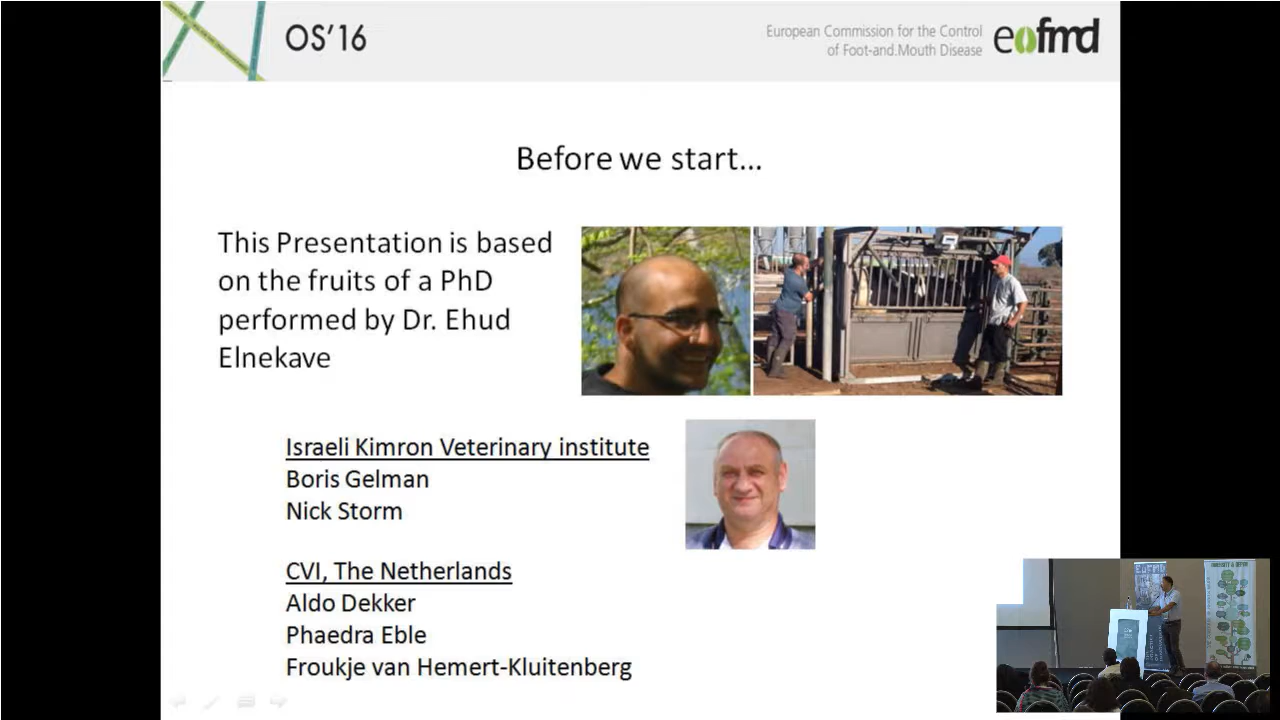 OS'16
European Commission for the Control
of Foot-and-Mouth Disease
eofmd
Before we start...
This Presentation is based
on the fruits of a PhD
performed by Dr. Ehud
Elnekave
Israeli Kimron Veterinary institute
Boris Gelman
Nick Storm
CVI, The Netherlands
Aldo Dekker
Phaedra Eble
Froukje van Hemert-Kluitenberg